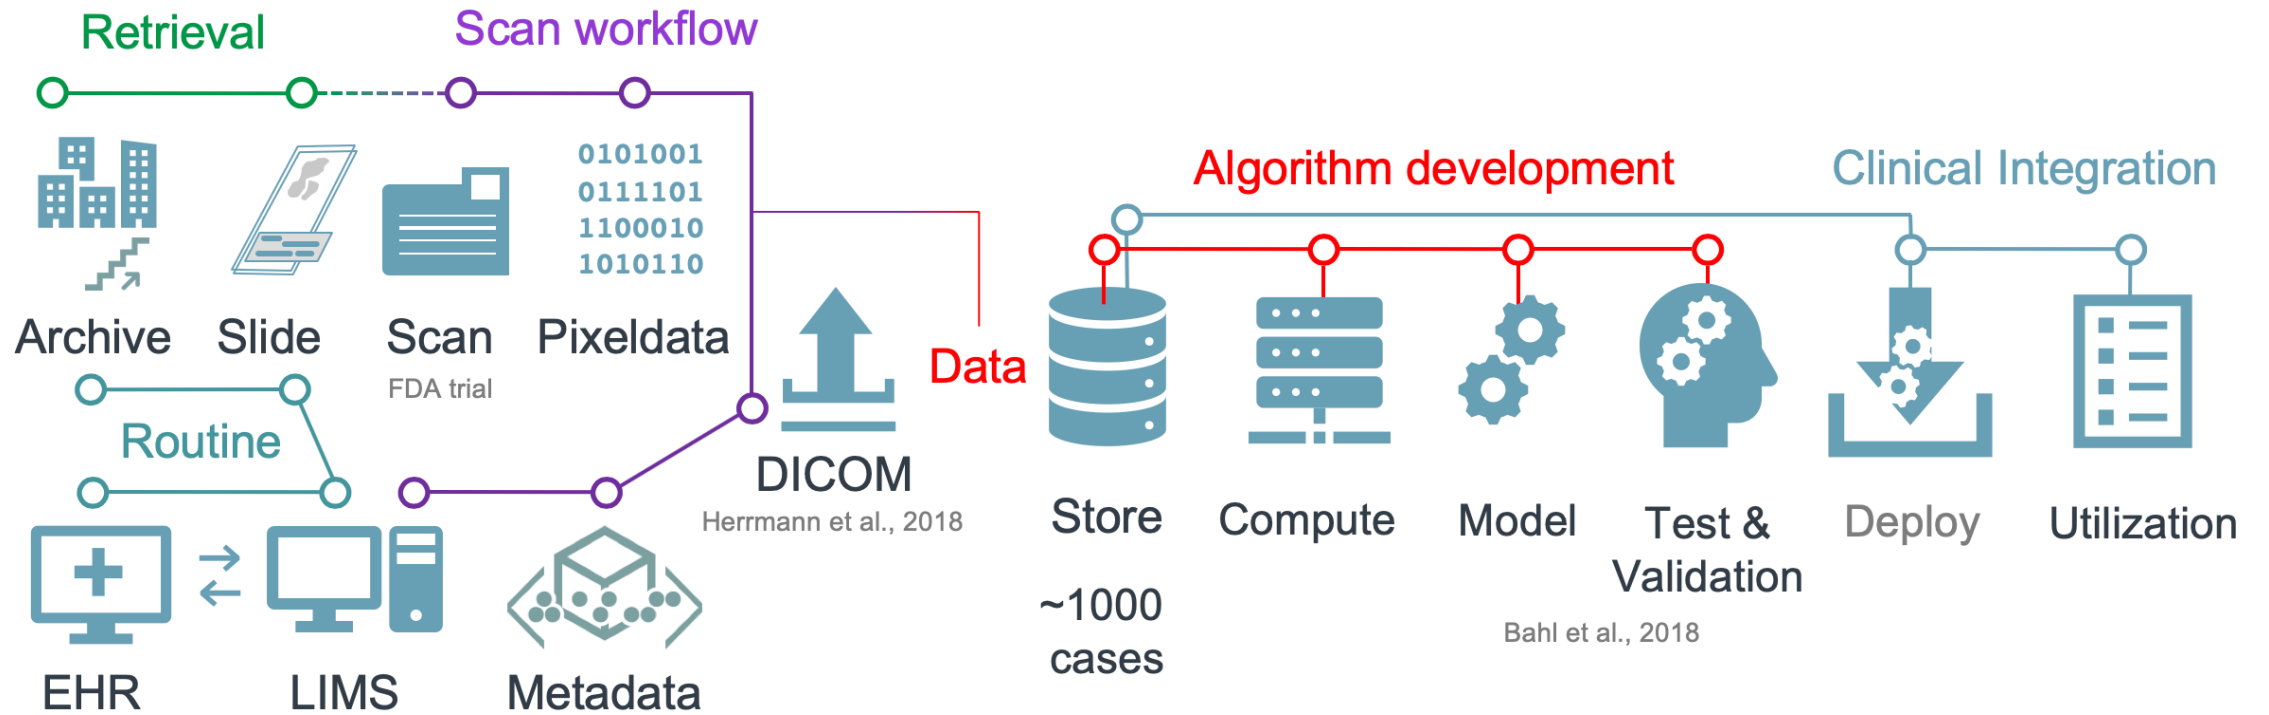 Retrieval
Scan workflow
0101001
0111101
1100010
1010110
Archive
Slide
Scan
FDA trial
Pixeldata
Routine
EHR
LIMS
Metadata
DICOM
Herrmann et al., 2018
Data
Algorithm development
Clinical Integration
Store
~1000
cases
Compute
Model
Test &
Validation
Bahl et al., 2018
Deploy
Utilization